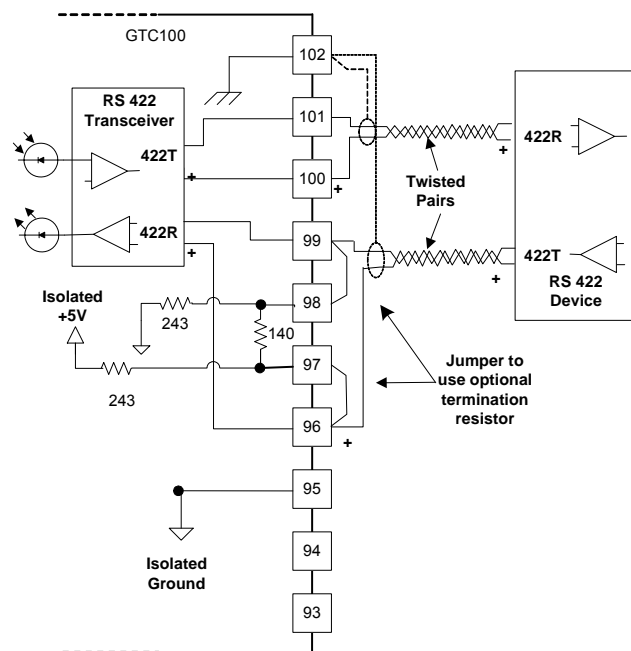 GTC100
102
RS 422
Transceiver
101
422T
422R
+
100
+
+
Twisted
Pairs
422R
99
+
422T
+
RS 422
Device
Isolated
+5V
98
243
140
97
Jumper to
use optional
termination
resistor
243
96
+
95
Isolated
Ground
94
93